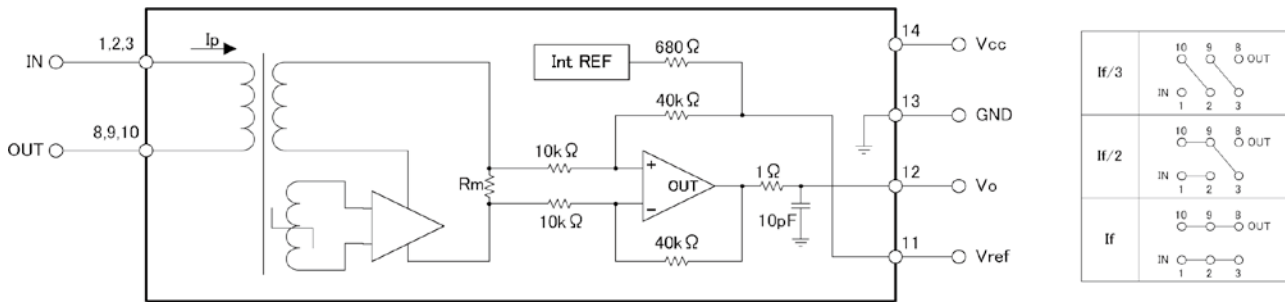 IN
1,2,3
Ip
8,9,10
OUT
Rm
Int REF
680 Ω
40kΩ
10kΩ
10kΩ
+
OUT
−
40kΩ
1Ω
10pF
14
Vcc
13
GND
12
Vo
11
Vref
If/3
10 9 8
OUT
IN
1 2 3
If/2
10 9 8
OUT
IN
1 2 3
If
10 9 8
OUT
IN
1 2 3